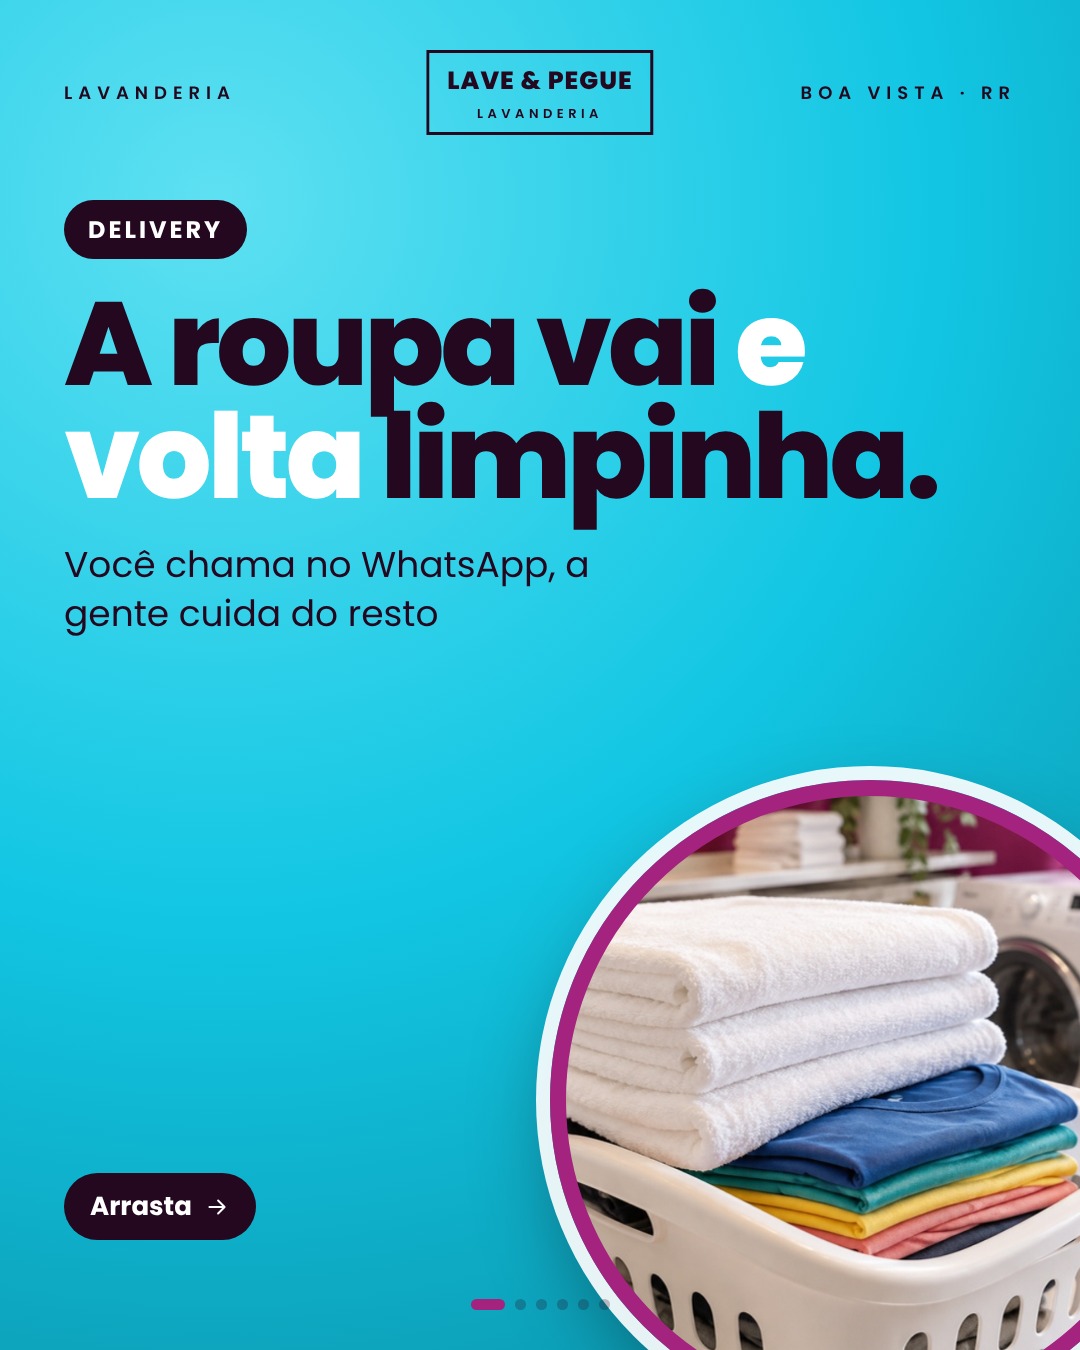 LAVANDERIA
LAVE & PEGUE
LAVANDERIA
BOA VISTA · RR
DELIVERY
A roupa vai e
volta limpinha.
Você chama no WhatsApp, a
gente cuida do resto
Arrasta →